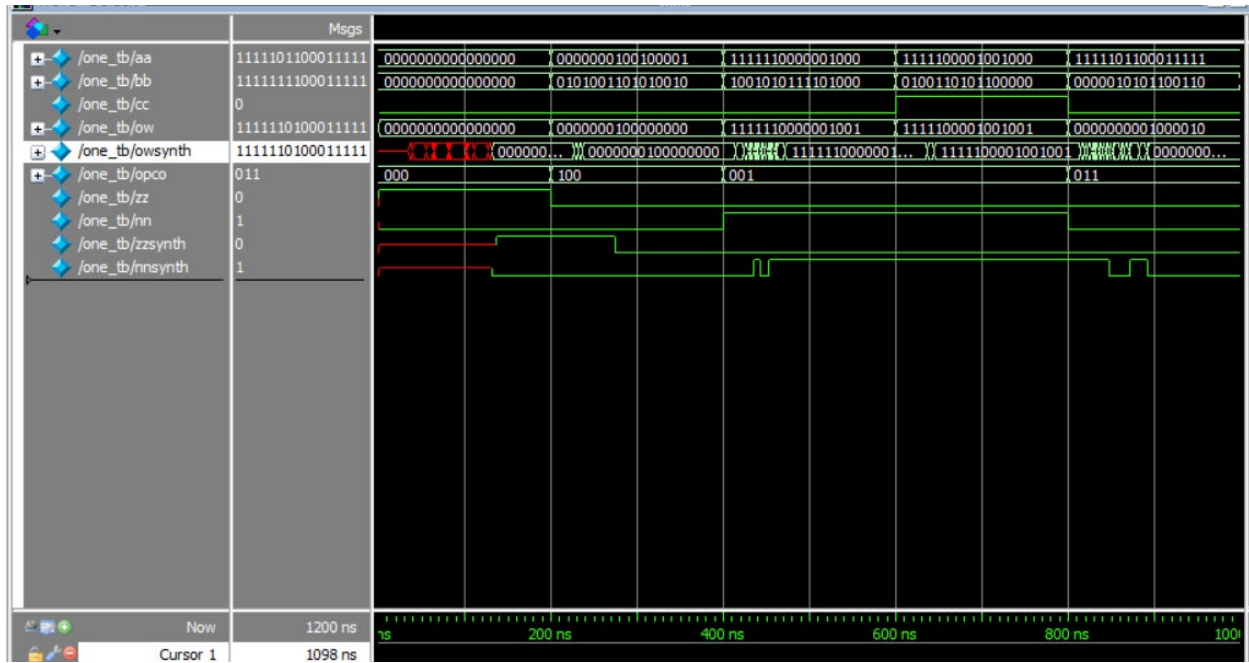 Msgs
/one_tb/aa 1111101100011111 0000000000000000 0000000100100001 1111110000001000 1111100001001000 1111101100011111
/one_tb/bb 1111111100011111 0000000000000000 0101001101010010 1001010111101000 0100110101100000 0000010101100110
/one_tb/cc 0
/one_tb/ow 1111110100011111 0000000000000000 0000000100000000 1111110000001001 1111100001001001 0000000001000010
/one_tb/owsynth 1111110100011111 000000... 0000000100000000 1111110000001... 1111100001001001 0000000...
/one_tb/opco 011 000 100 001 011
/one_tb/zz 0
/one_tb/nn 1
/one_tb/zzsynth 0
/one_tb/nnsynth 1
Now 1200 ns ns 200 ns 400 ns 600 ns 800 ns 100
Cursor 1 1098 ns